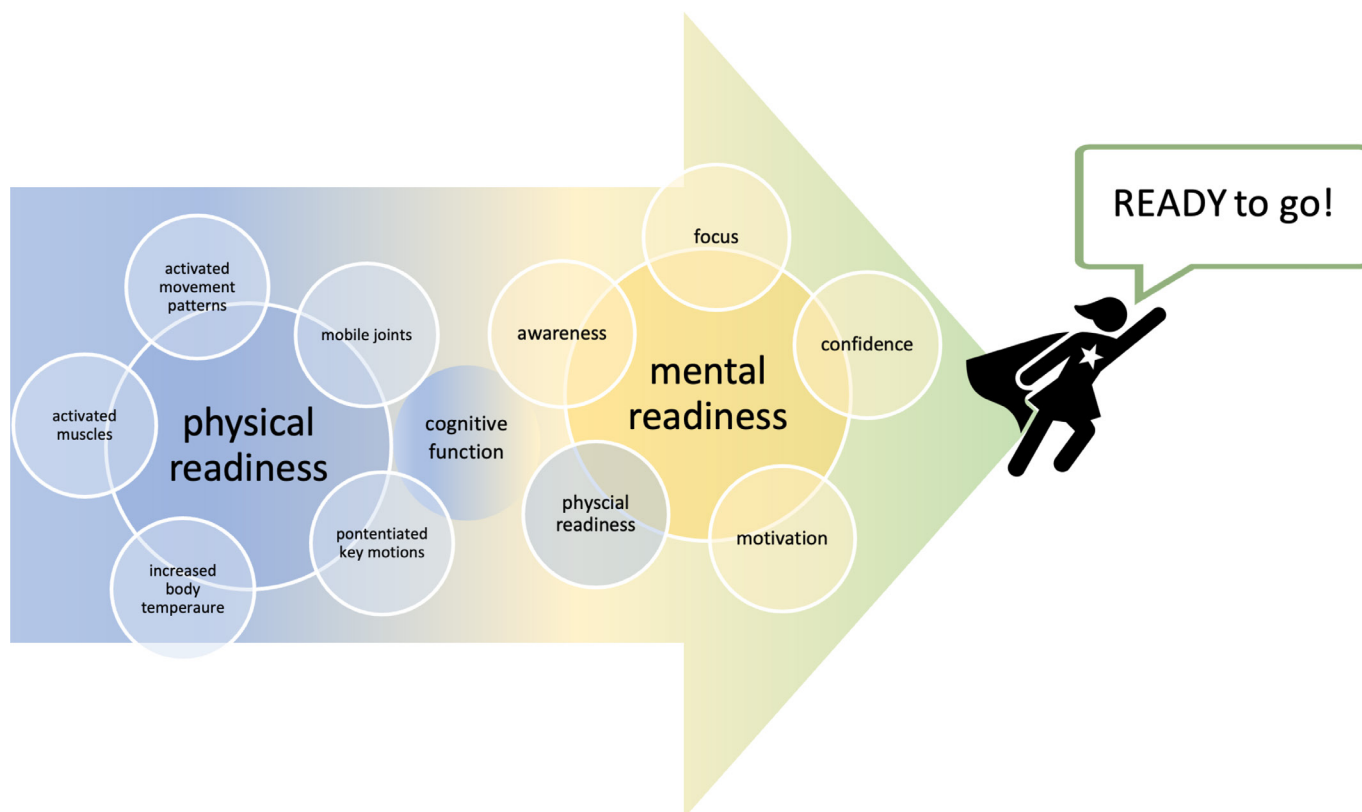 READY to go!
activated
movement
patterns
mobile joints
activated
muscles
physical
readiness
increased
body
temperaure
pontentiated
key motions
cognitive
function
focus
awareness
confidence
mental
readiness
physcial
readiness
motivation